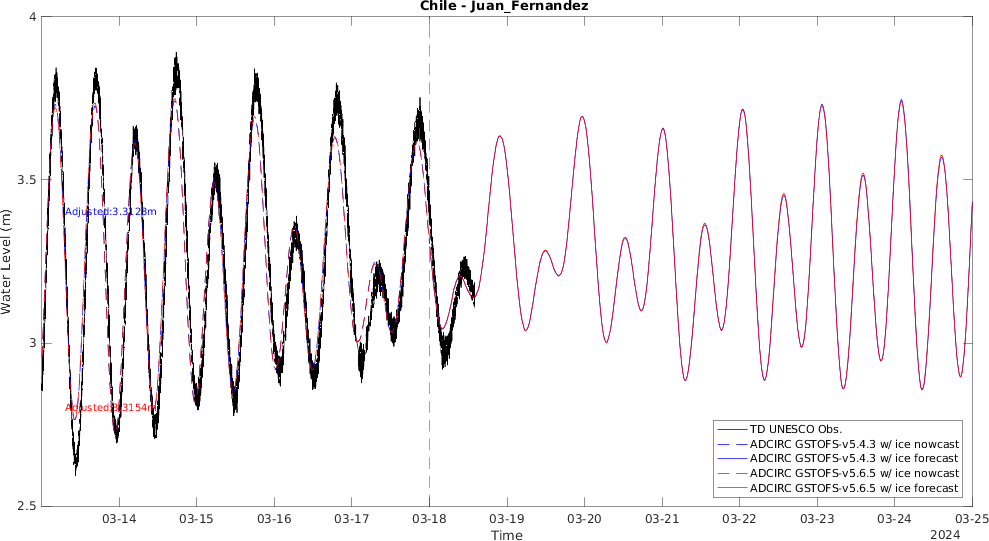 Chile - Juan_Fernandez
Water Level (m)
4
3.5
3
2.5
Adjusted:3.3128m
Adjusted:3.3154m
TD UNESCO Obs.
ADCIRC GSTOFS-v5.4.3 w/ ice nowcast
ADCIRC GSTOFS-v5.4.3 w/ ice forecast
ADCIRC GSTOFS-v5.6.5 w/ ice nowcast
ADCIRC GSTOFS-v5.6.5 w/ ice forecast
03-14 03-15 03-16 03-17 03-18 03-19 03-20 03-21 03-22 03-23 03-24 03-25
Time
2024